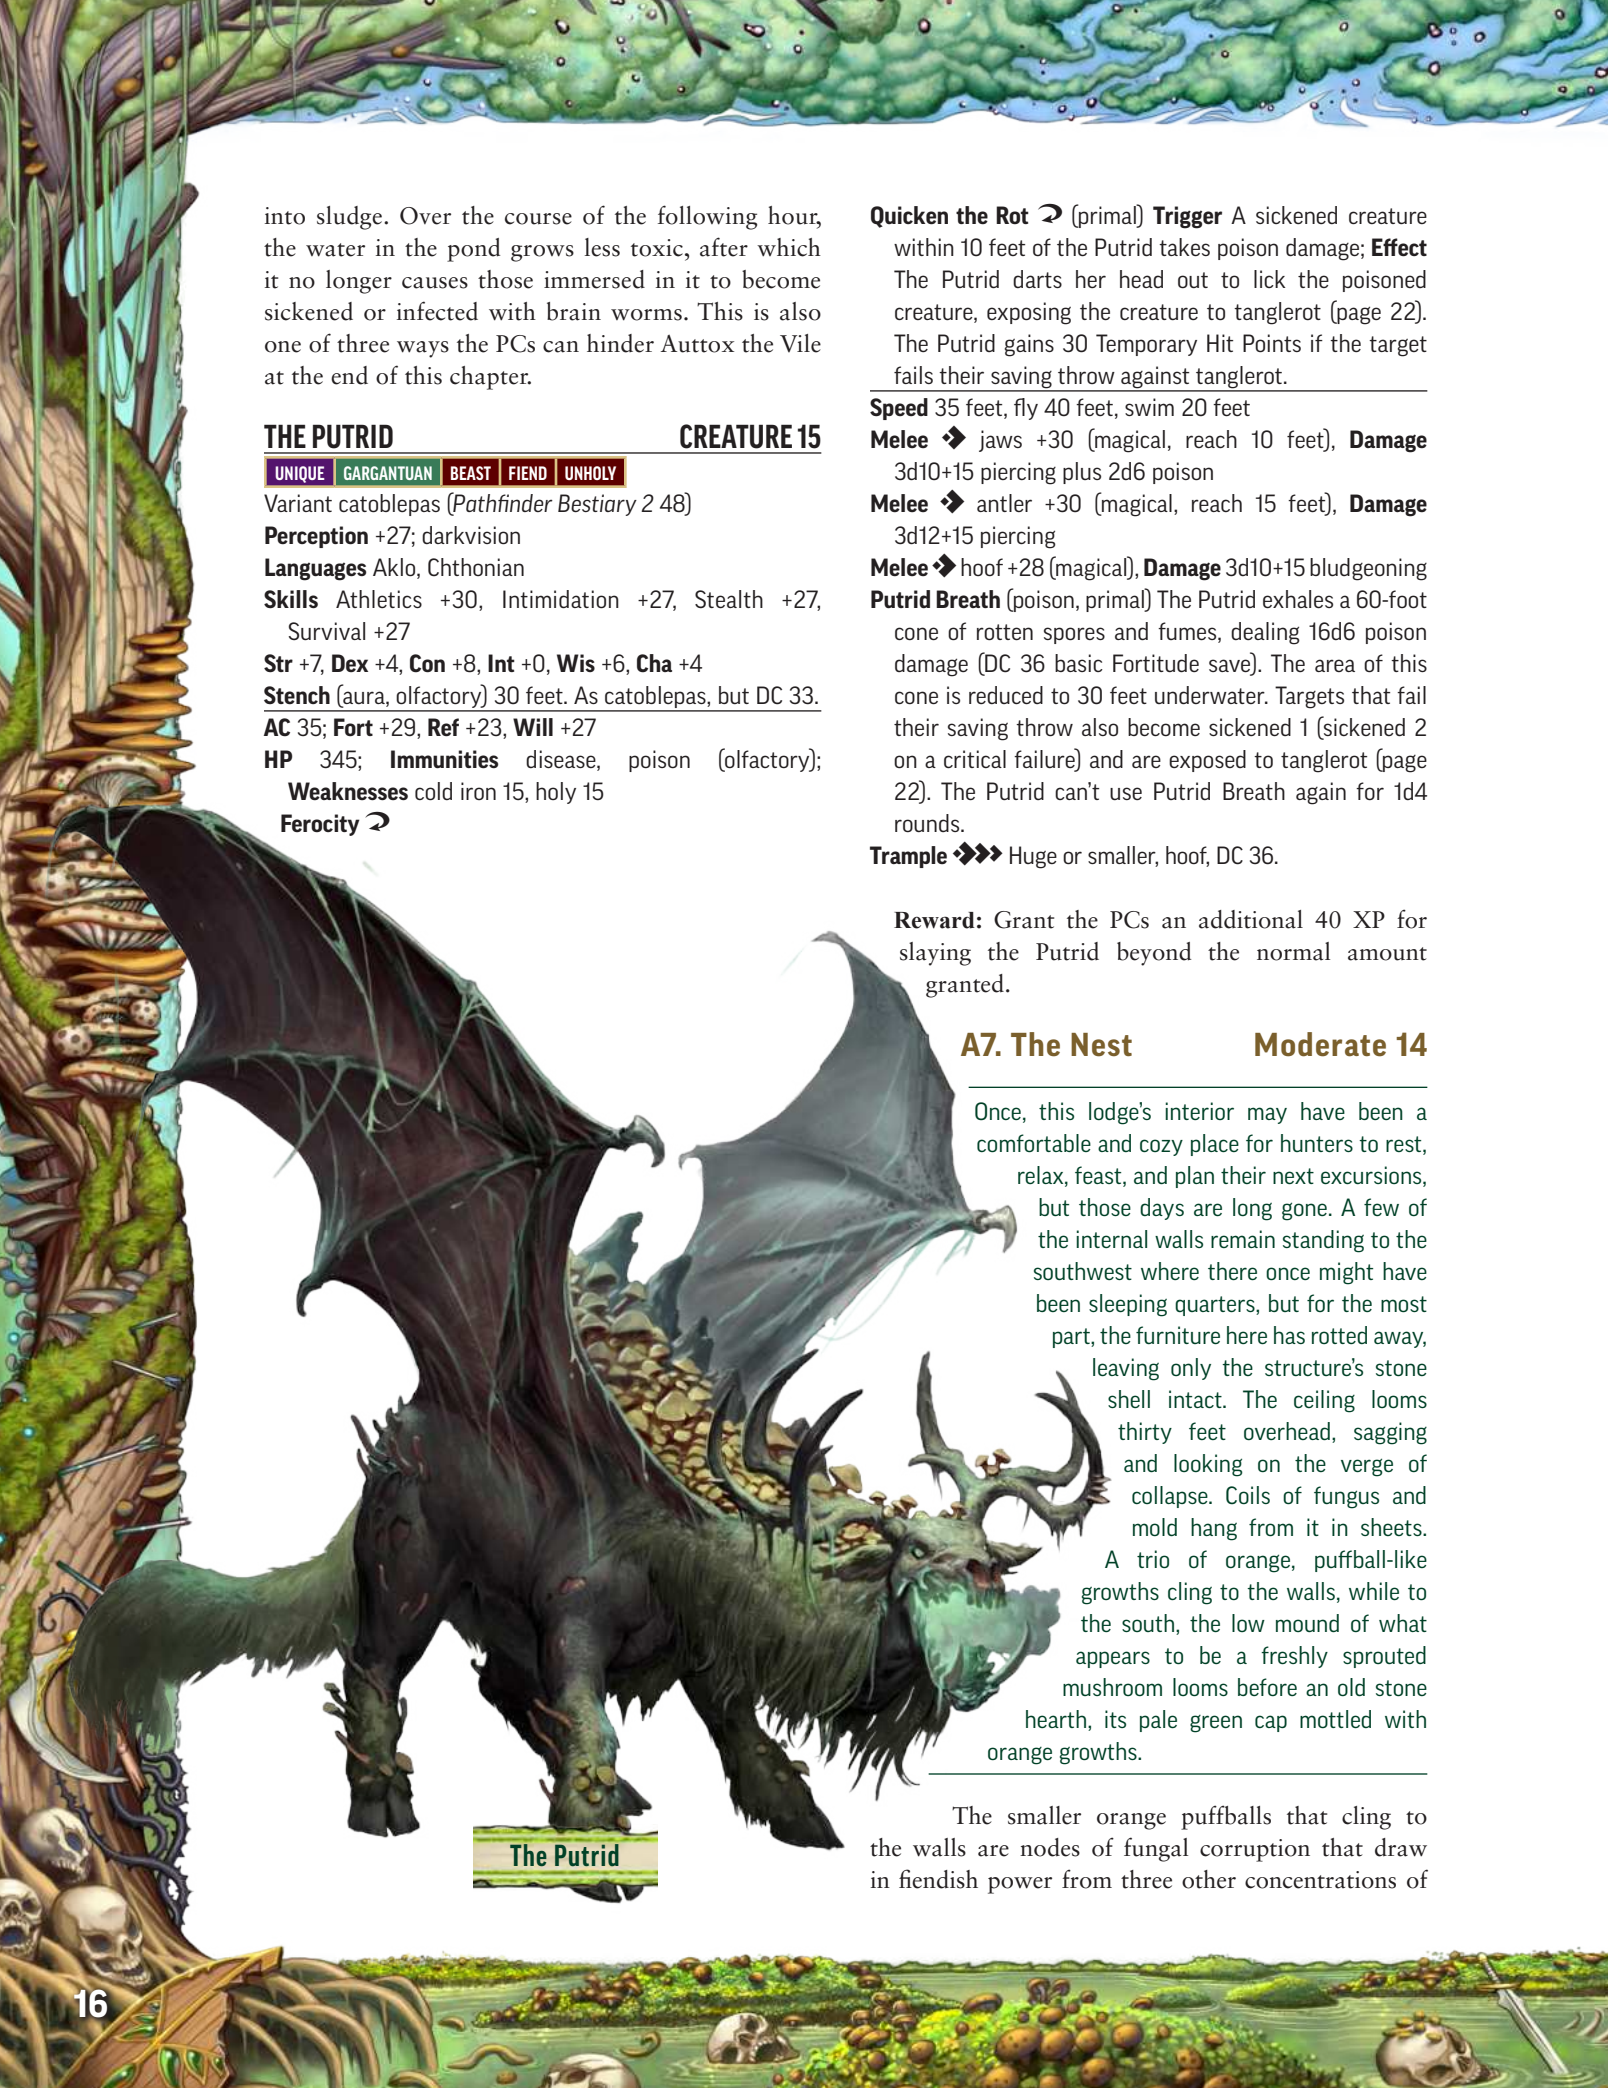 into sludge. Over the course of the following hour,
the water in the pond grows less toxic, after which
it no longer causes those immersed in it to become
sickened or infected with brain worms. This is also
one of three ways the PCs can hinder Auttox the Vile
at the end of this chapter.
THE PUTRID CREATURE 15
UNIQUE GARGANTUAN BEAST FIEND UNHOLY
Variant catoblepas (Pathfinder Bestiary 2 48)
Perception +27; darkvision
Languages Aklo, Chthonian
Skills Athletics +30, Intimidation +27, Stealth +27,
Survival +27
Str +7, Dex +4, Con +8, Int +0, Wis +6, Cha +4
Stench (aura, olfactory) 30 feet. As catoblepas, but DC 33.
AC 35; Fort +29, Ref +23, Will +27
HP 345; Immunities disease, poison (olfactory);
Weaknesses cold iron 15, holy 15
Ferocity
Quicken the Rot (primal) Trigger A sickened creature
within 10 feet of the Putrid takes poison damage; Effect
The Putrid darts her head out to lick the poisoned
creature, exposing the creature to tanglerot (page 22).
The Putrid gains 30 Temporary Hit Points if the target
fails their saving throw against tanglerot.
Speed 35 feet, fly 40 feet, swim 20 feet
Melee jaws +30 (magical, reach 10 feet), Damage
3d10+15 piercing plus 2d6 poison
Melee antler +30 (magical, reach 15 feet), Damage
3d12+15 piercing
Melee hoof +28 (magical), Damage 3d10+15 bludgeoning
Putrid Breath (poison, primal) The Putrid exhales a 60-foot
cone of rotten spores and fumes, dealing 16d6 poison
damage (DC 36 basic Fortitude save). The area of this
cone is reduced to 30 feet underwater. Targets that fail
their saving throw also become sickened 1 (sickened 2
on a critical failure) and are exposed to tanglerot (page
22). The Putrid can't use Putrid Breath again for 1d4
rounds.
Trample Huge or smaller, hoof, DC 36.
Reward: Grant the PCs an additional 40 XP for
slaying the Putrid beyond the normal amount
granted.
A7. The Nest Moderate 14
Once, this lodge's interior may have been a
comfortable and cozy place for hunters to rest,
relax, feast, and plan their next excursions,
but those days are long gone. A few of
the internal walls remain standing to the
southwest where there once might have
been sleeping quarters, but for the most
part, the furniture here has rotted away,
leaving only the structure's stone
shell intact. The ceiling looms
thirty feet overhead, sagging
and looking on the verge of
collapse. Coils of fungus and
mold hang from it in sheets.
A trio of orange, puffball-like
growths cling to the walls, while to
the south, the low mound of what
appears to be a freshly sprouted
mushroom looms before an old stone
hearth, its pale green cap mottled with
orange growths.
The smaller orange puffballs that cling to
the walls are nodes of fungal corruption that draw
in fiendish power from three other concentrations of
The Putrid
16